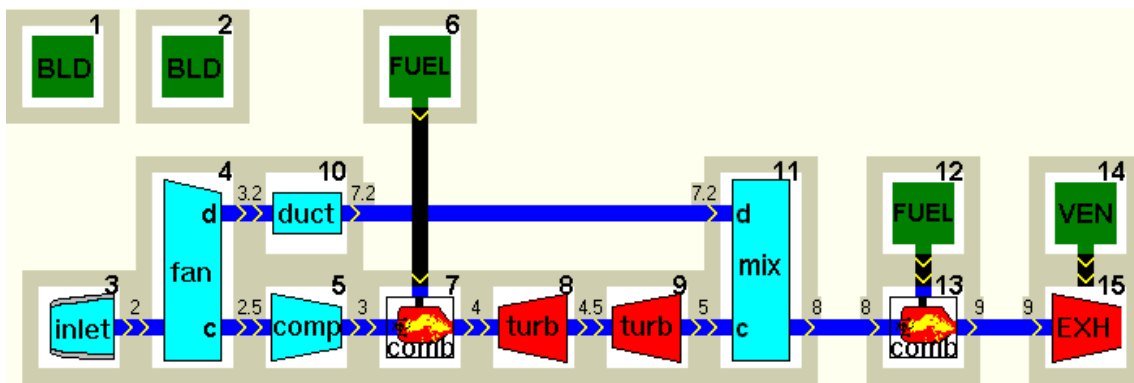 1
2
6
BLD
BLD
FUEL
4
3.2
10
7.2
7.2
11
12
14
d
duct
d
FUEL
VEN
fan
mix
3
2
2.5
5
3
7
4
8
4.5
9
5
8
8
13
9
9
15
inlet
c
comp
comb
turb
turb
c
comb
EXH